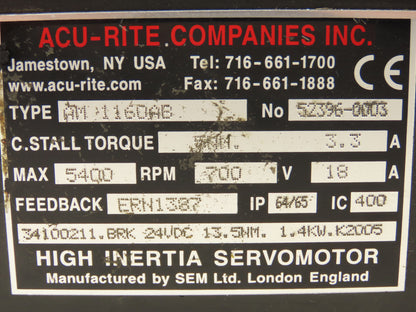 ACU-RITE COMPANIES INC.
Jamestown, NY USA Tel: 716-661-1700
www.acu-rite.com Fax: 716-661-1888 CE
TYPE No 52396-0003
C.STALL TORQUE NM. 3.3 A
MAX 5400 RPM 700 V 18 A
FEEDBACK ERN1387 IP 64/65 IC 400
34100211.BRK 24VDC 13.5NM. 1.4KW.K2005
HIGH INERTIA SERVOMOTOR
Manufactured by SEM Ltd. London England